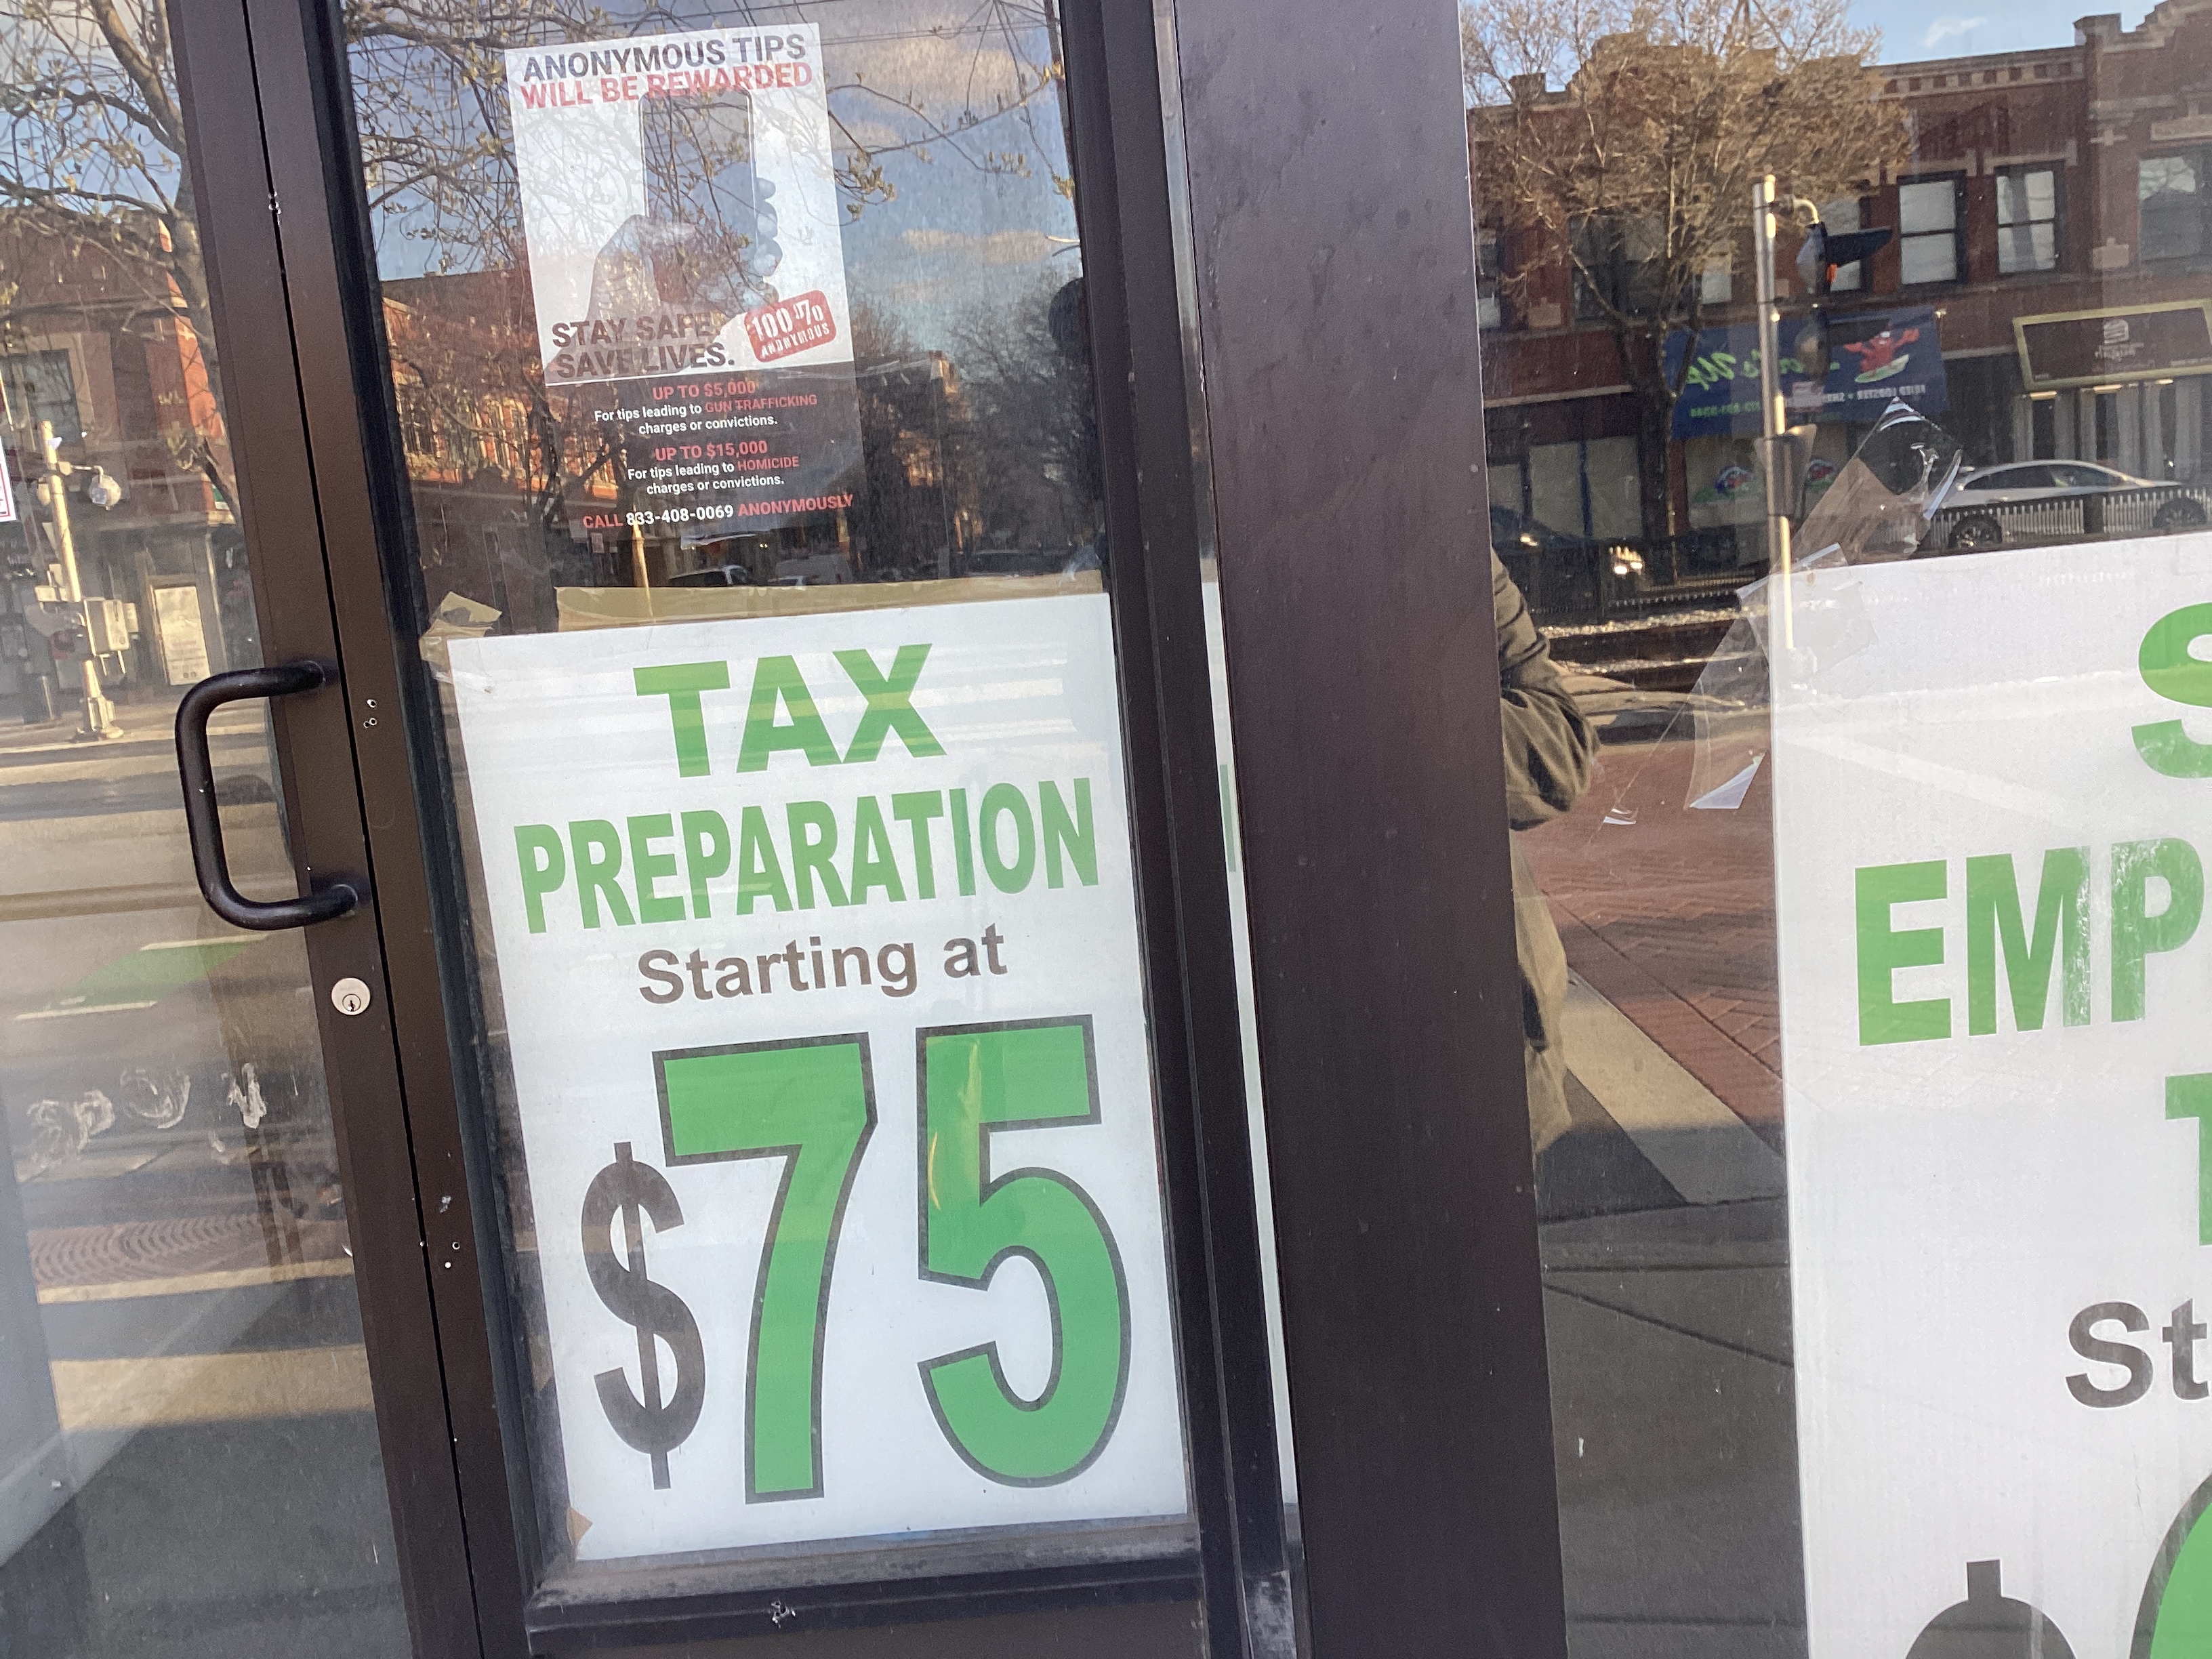 ANONYMOUS TIPS
WILL BE REWARDED
STAY SAFE.
SAVE LIVES.
100%
ANONYMOUS
UP TO $5,000
For tips leading to GUN TRAFFICKING
charges or convictions.
UP TO $15,000
For tips leading to HOMICIDE
charges or convictions.
CALL 833-408-0069 ANONYMOUSLY
TAX
PREPARATION
Starting at
$75
S
EMP
T
St
$